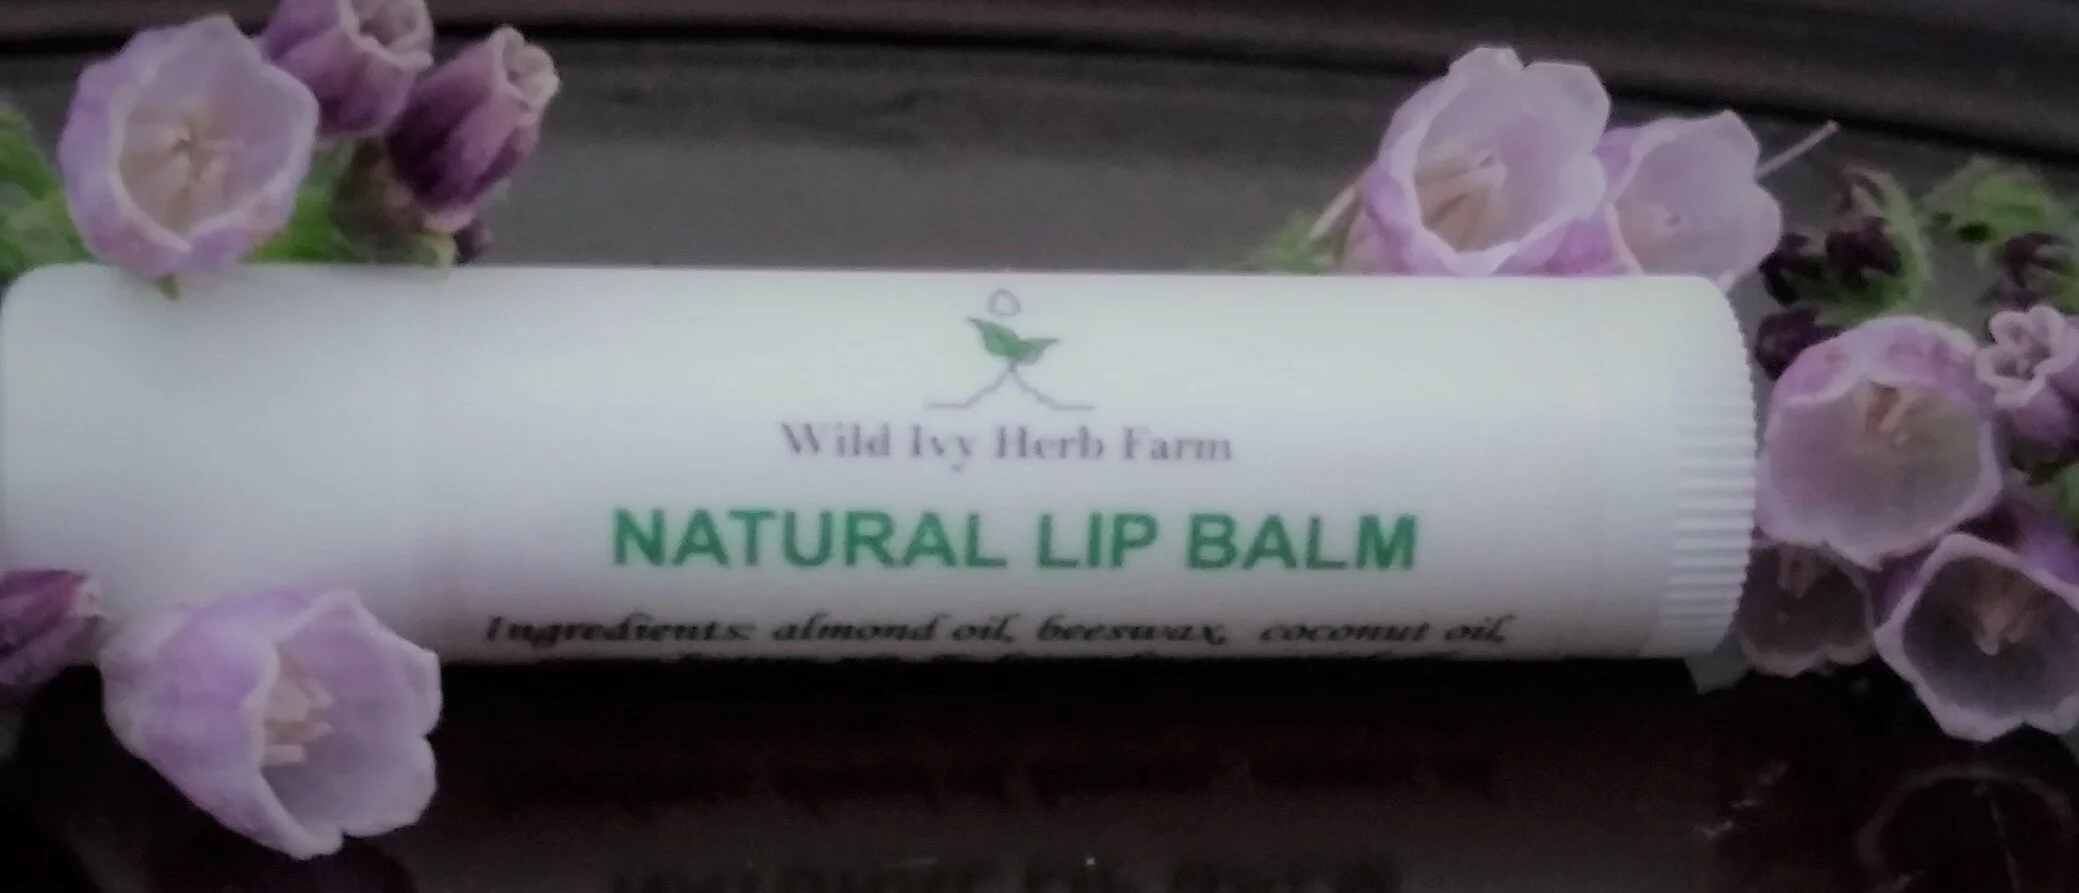 Wild Ivy Herb Farm
NATURAL LIP BALM
Ingredients: almond oil, beeswax, coconut oil,